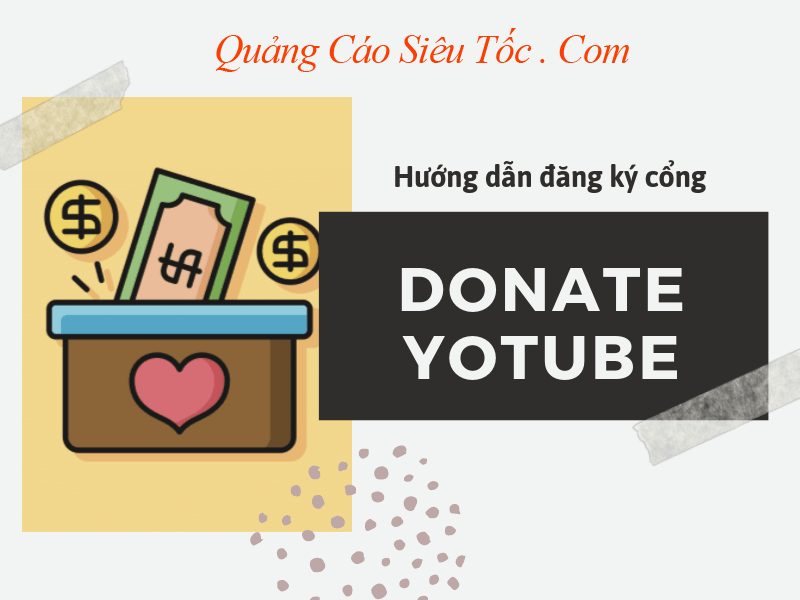 Quảng Cáo Siêu Tốc . Com
Hướng dẫn đăng ký cổng
DONATE
YOTUBE